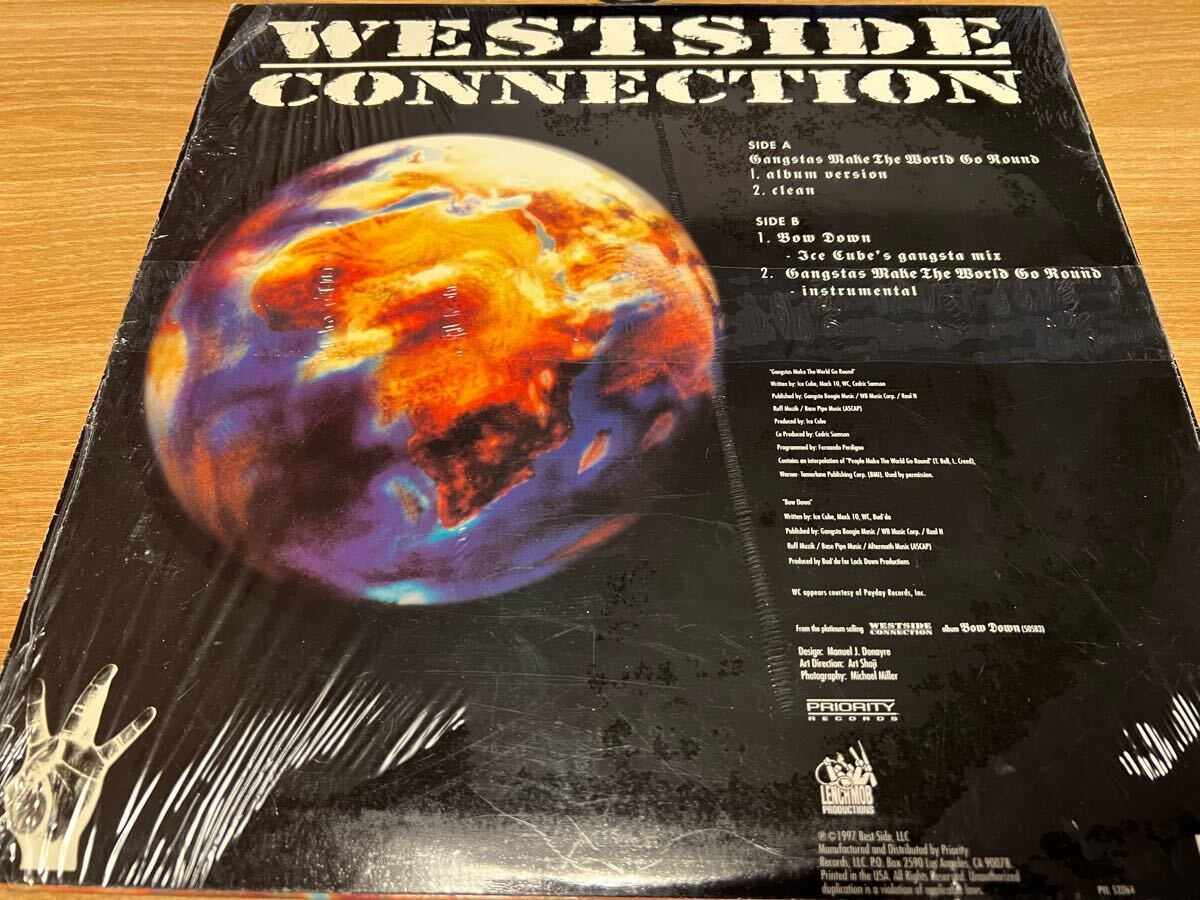 WESTSIDE
CONNECTION
SIDE A
Gangstas Make The World Go Round
1. album version
2. clean
SIDE B
1. Bow Down
- Ice Cube's gangsta mix
2. Gangstas Make The World Go Round
- instrumental
"Gangstas Make The World Go Round"
Written by: Ice Cube, Mack 10, WC, Cedric Samson
Published by: Gangsta Boogie Music / WB Music Corp. / Real N
Ruff Muzik / Base Pipe Music (ASCAP)
Produced by: Ice Cube
Co Produced by: Cedric Samson
Programmed by: Fernando Pardigno
Contains an interpolation of "People Make The World Go Round" (T. Bell, L. Creed),
Warner- Tamerlane Publishing Corp. (BMI). Used by permission.
"Bow Down"
Written by: Ice Cube, Mack 10, WC, Bud'da
Published by: Gangsta Boogie Music / WB Music Corp. / Real N
Ruff Muzik / Base Pipe Music / Aftermath Music (ASCAP)
Produced by Bud'da for Lock Down Productions
WC appears courtesy of Payday Records, Inc.
From the platinum selling WESTSIDE CONNECTION album Bow Down (50583)
Design: Manuel J. Donayre
Art Direction: Art Shoji
Photography: Michael Miller
PRIORITY
RECORDS
LENCH MOB
PRODUCTIONS
℗ ©1997 Best Side, LLC
Manufactured and Distributed by Priority
Records, LLC. P.O. Box 2590 Los Angeles, CA 90078.
Printed in the USA. All Rights Reserved. Unauthorized
duplication is a violation of applicable laws.